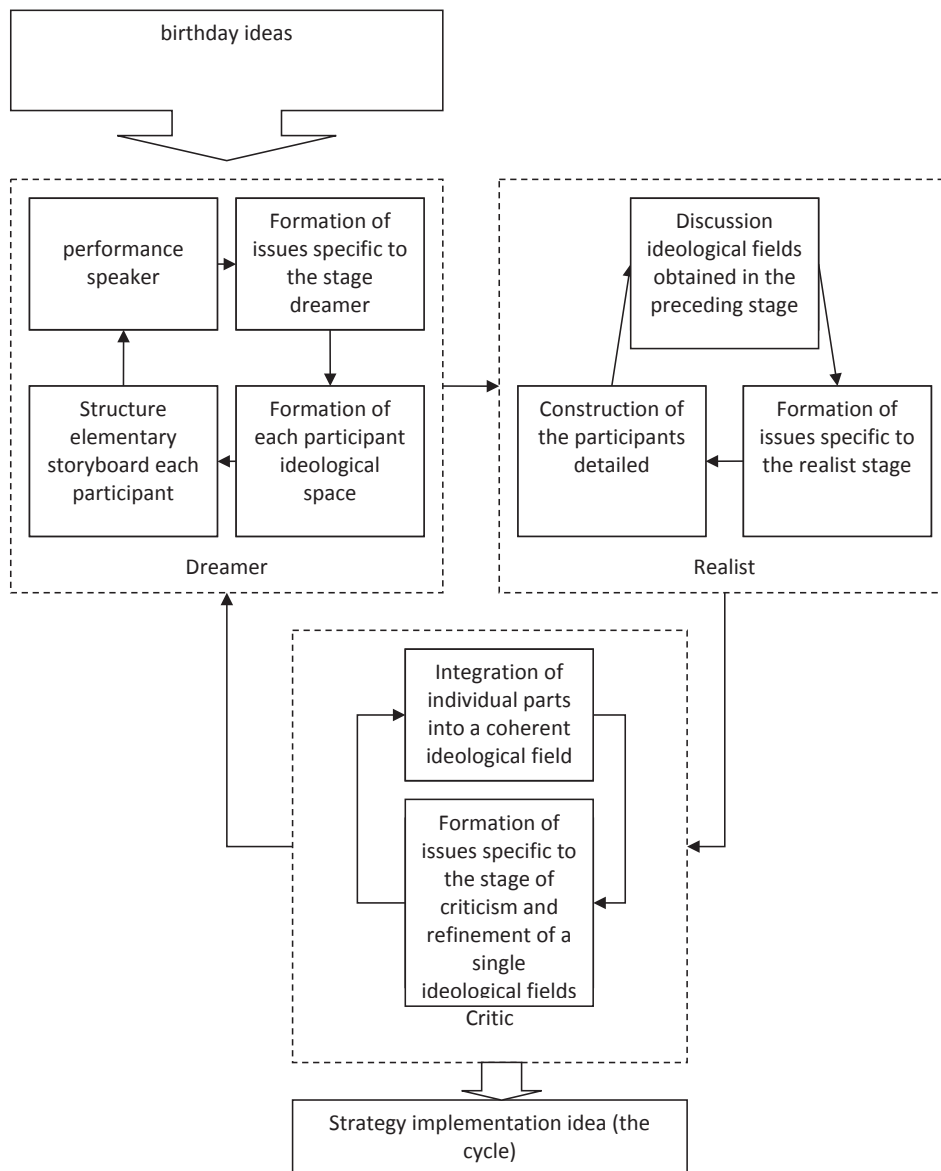 birthday ideas
performance
speaker
Formation of
issues specific to
the stage
dreamer
Structure
elementary
storyboard each
participant
Formation of
each participant
ideological
space
Dreamer
Discussion
ideological fields
obtained in the
preceding stage
Construction of
the participants
detailed
Formation of
issues specific to
the realist stage
Realist
Integration of
individual parts
into a coherent
ideological field
Formation of
issues specific to
the stage of
criticism and
refinement of a
single
ideological fields
Critic
Strategy implementation idea (the
cycle)